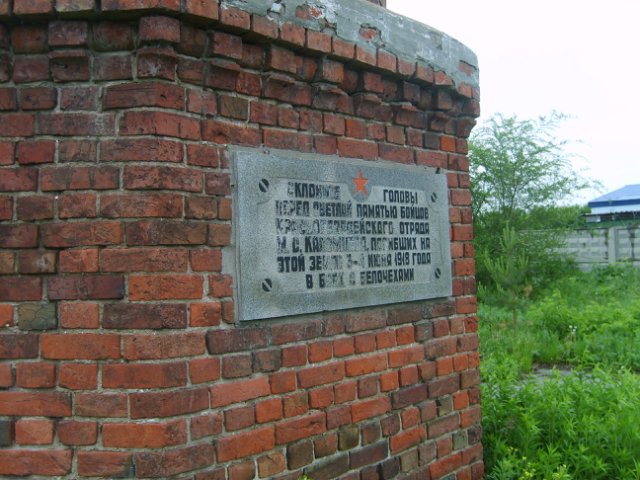 СКЛОНИТЕ ГОЛОВЫ
ПЕРЕД СВЕТЛОЙ ПАМЯТЬЮ БОЙЦОВ
КРАСНОГВАРДЕЙСКОГО ОТРЯДА
М.С. КАДОМЦЕВА, ПОГИБШИХ НА
ЭТОЙ ЗЕМЛЕ 3-4 ИЮНЯ 1918 ГОДА
В БОЯХ С БЕЛОЧЕХАМИ